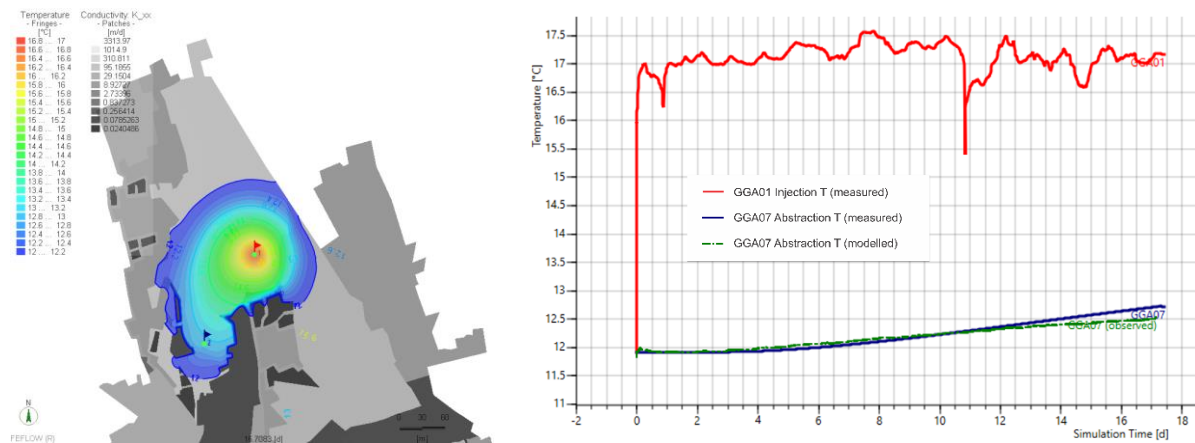 Temperature
- Fringes -
[°C]
16.8 ... 17
16.6 ... 16.8
16.4 ... 16.6
16.2 ... 16.4
16 ... 16.2
15.8 ... 16
15.6 ... 15.8
15.4 ... 15.6
15.2 ... 15.4
15 ... 15.2
14.8 ... 15
14.6 ... 14.8
14.4 ... 14.6
14.2 ... 14.4
14 ... 14.2
13.8 ... 14
13.6 ... 13.8
13.4 ... 13.6
13.2 ... 13.4
13 ... 13.2
12.8 ... 13
12.6 ... 12.8
12.4 ... 12.6
12.2 ... 12.4
12 ... 12.2
Conductivity: K_xx
- Patches -
[m/d]
3313.97
1014.9
310.811
95.1865
29.1504
8.92727
2.73396
0.837273
0.256414
0.0785263
0.0240486
12.6
N
FEFLOW (R)
0 30 60
[m]
Temperature [°C]
17.5
17
16.5
16
15.5
15
14.5
14
13.5
13
12.5
12
11.5
11
-2 0 2 4 6 8 10 12 14 16 18
Simulation Time [d]
GGA01
GGA01 Injection T (measured)
GGA07 Abstraction T (measured)
GGA07 Abstraction T (modelled)
GGA07
GGA07 (observed)